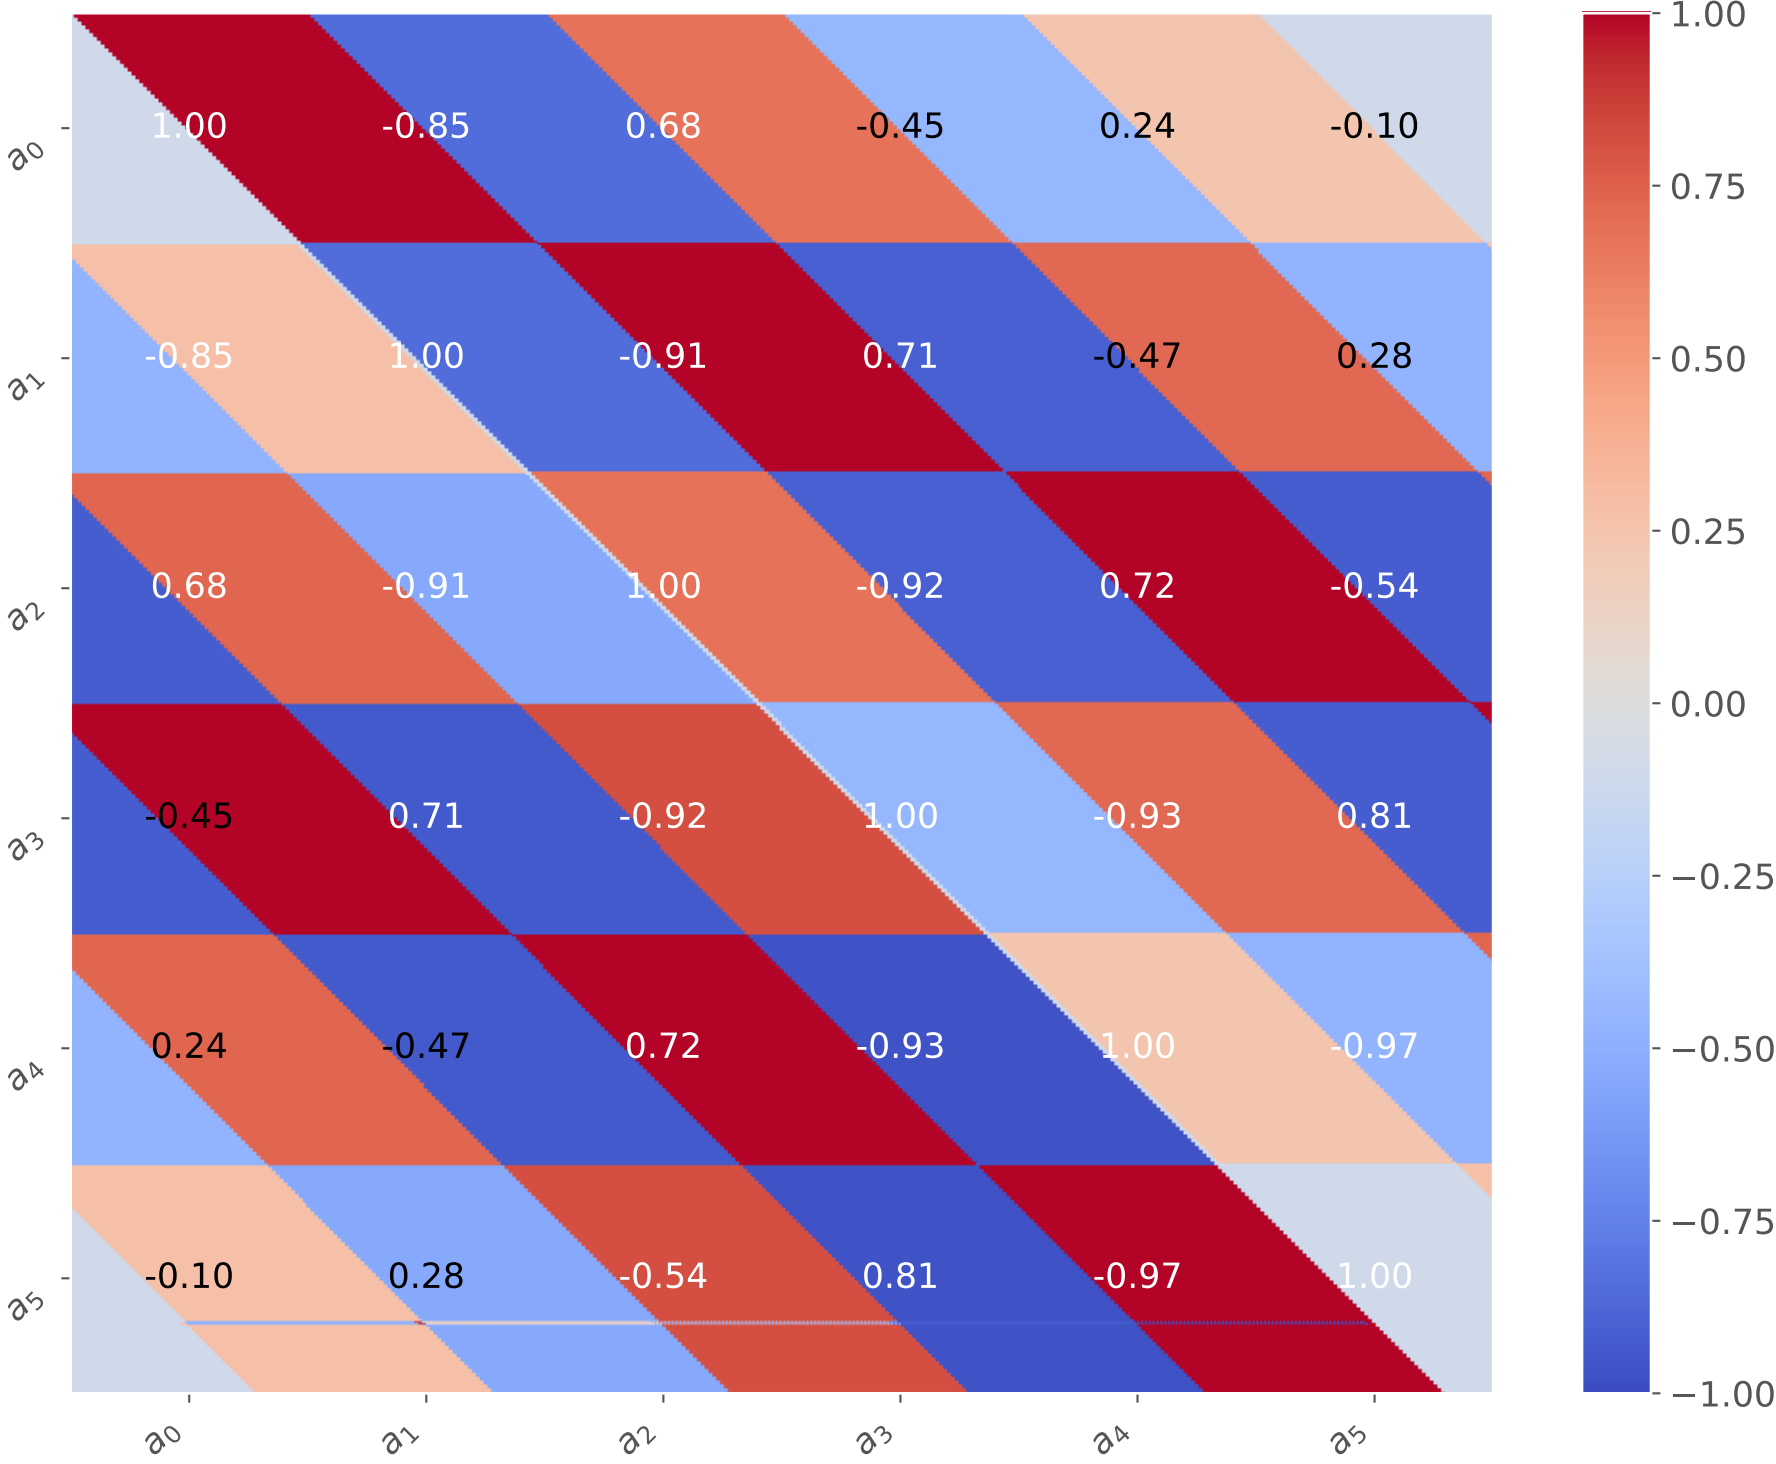 1.00
a0 1.00 -0.85 0.68 -0.45 0.24 -0.10
0.75
a1 -0.85 1.00 -0.91 0.71 -0.47 0.28
0.50
0.25
a2 0.68 -0.91 1.00 -0.92 0.72 -0.54
0.00
a3 -0.45 0.71 -0.92 1.00 -0.93 0.81
−0.25
a4 0.24 -0.47 0.72 -0.93 1.00 -0.97
−0.50
−0.75
a5 -0.10 0.28 -0.54 0.81 -0.97 1.00
−1.00
a0 a1 a2 a3 a4 a5